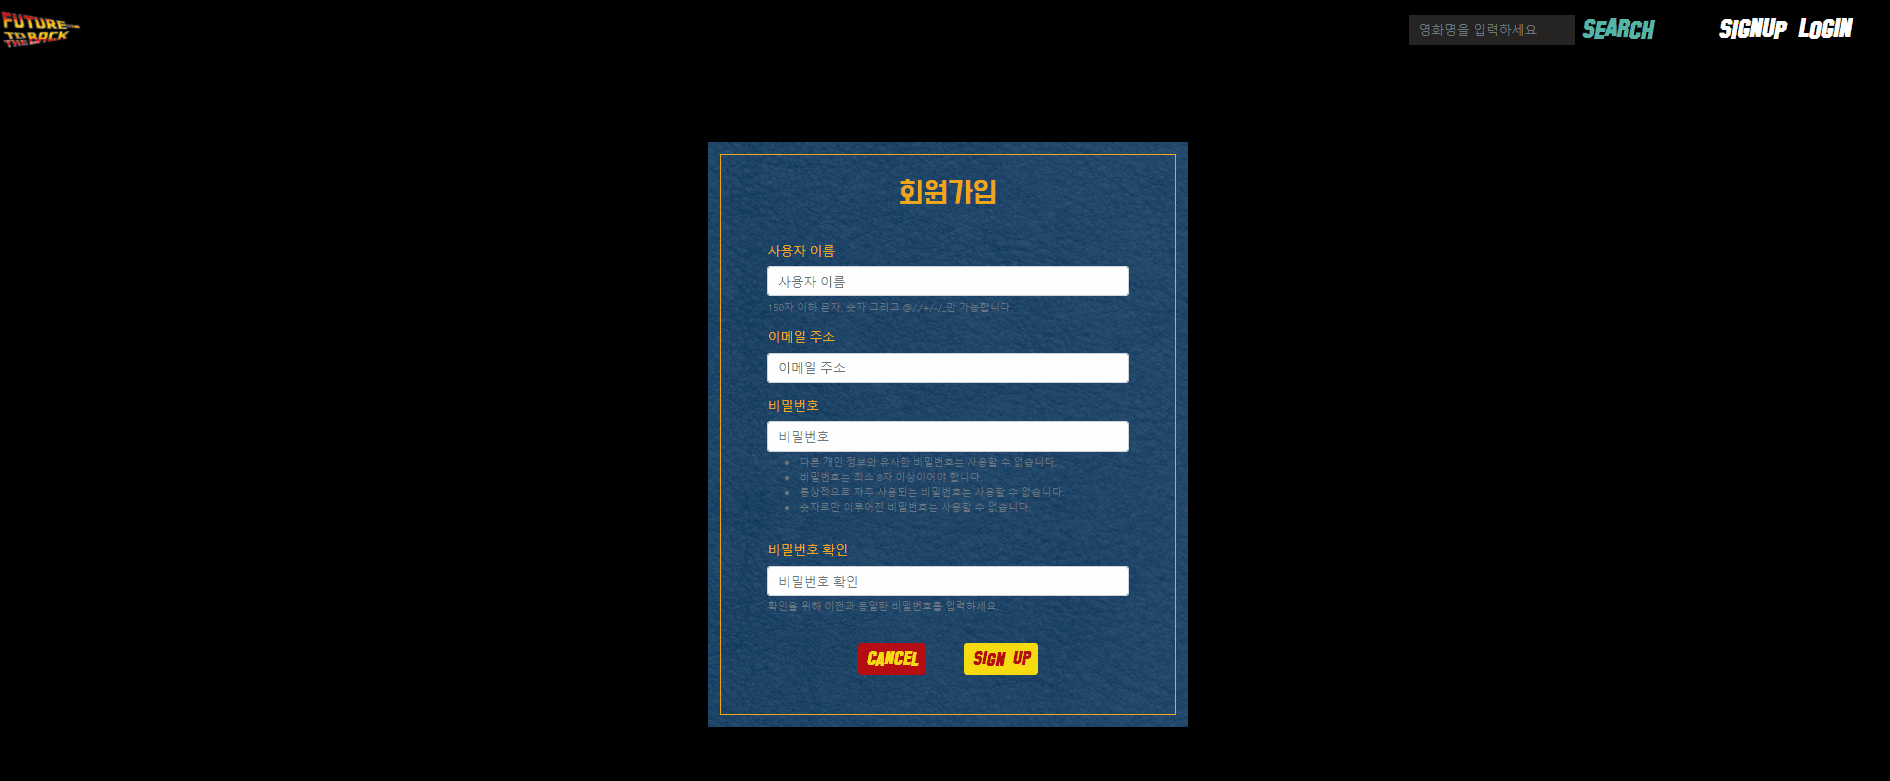 FUTURE
TO BACK
THE
영화명을 입력하세요 SEARCH SIGNUP LOGIN
회원가입
사용자 이름
사용자 이름
150자 이하 문자, 숫자 그리고 @/./+/-/_만 가능합니다.
이메일 주소
이메일 주소
비밀번호
비밀번호
다른 개인 정보와 유사한 비밀번호는 사용할 수 없습니다.
비밀번호는 최소 8자 이상이어야 합니다.
통상적으로 자주 사용되는 비밀번호는 사용할 수 없습니다.
숫자로만 이루어진 비밀번호는 사용할 수 없습니다.
비밀번호 확인
비밀번호 확인
확인을 위해 이전과 동일한 비밀번호를 입력하세요.
CANCEL SIGN UP